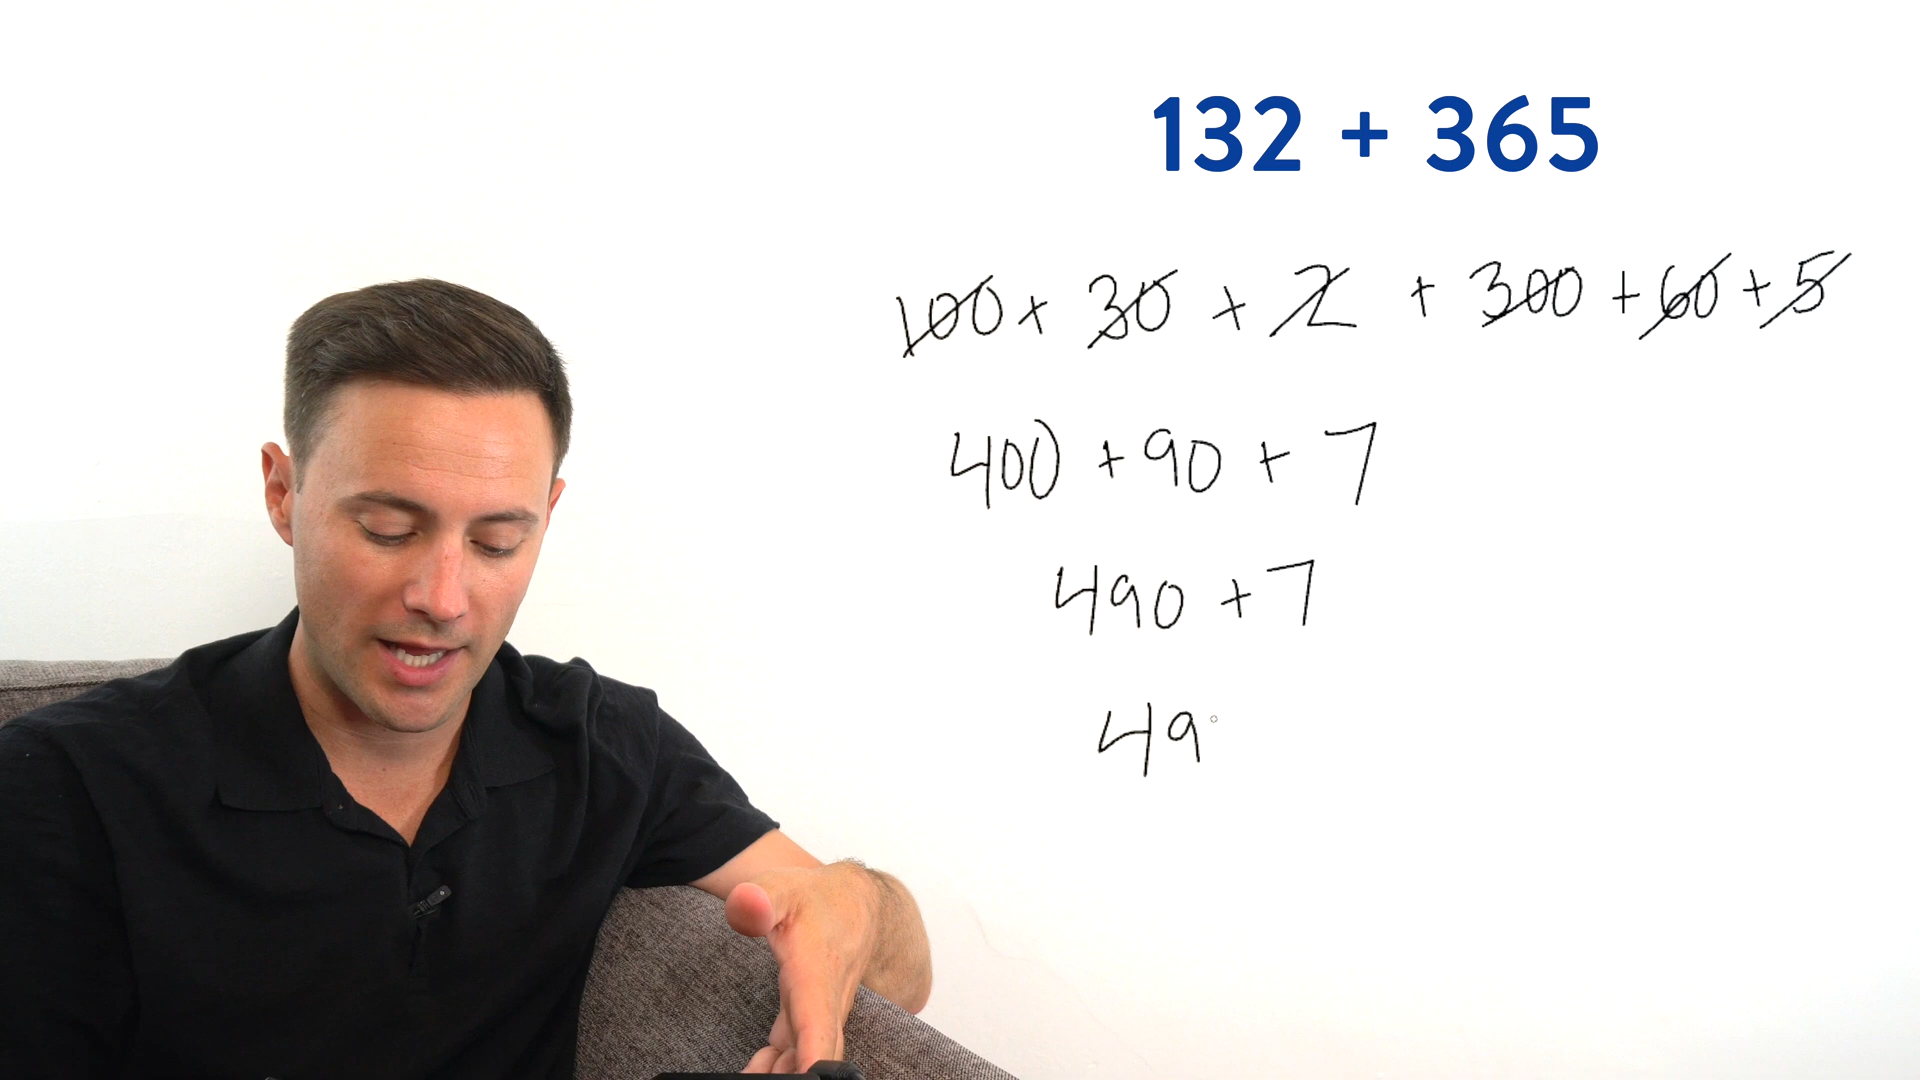 132 + 365
100 + 30 + 2 + 300 + 60 + 5
400 + 90 + 7
490 + 7
49